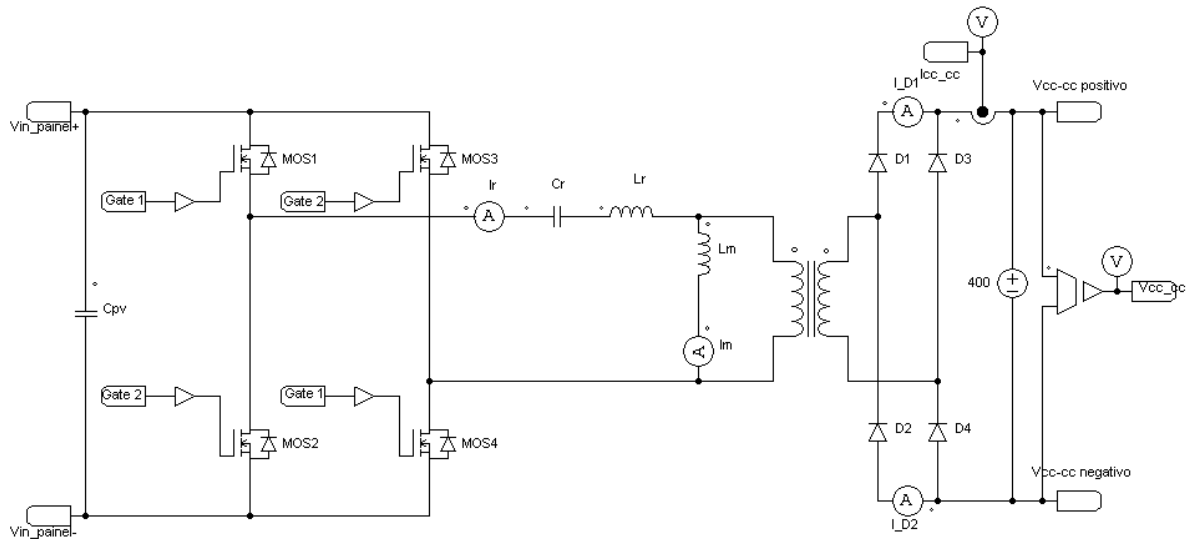 V
Icc_cc
I_D1
A
Vcc-cc positivo
Vin_painel+
MOS1
MOS3
D1
D3
Gate 1
Gate 2
Ir
Cr
Lr
A
Lm
400
V
Vcc_cc
Cpv
Im
A
Gate 2
Gate 1
MOS2
MOS4
D2
D4
Vcc-cc negativo
A
I_D2
Vin_painel-